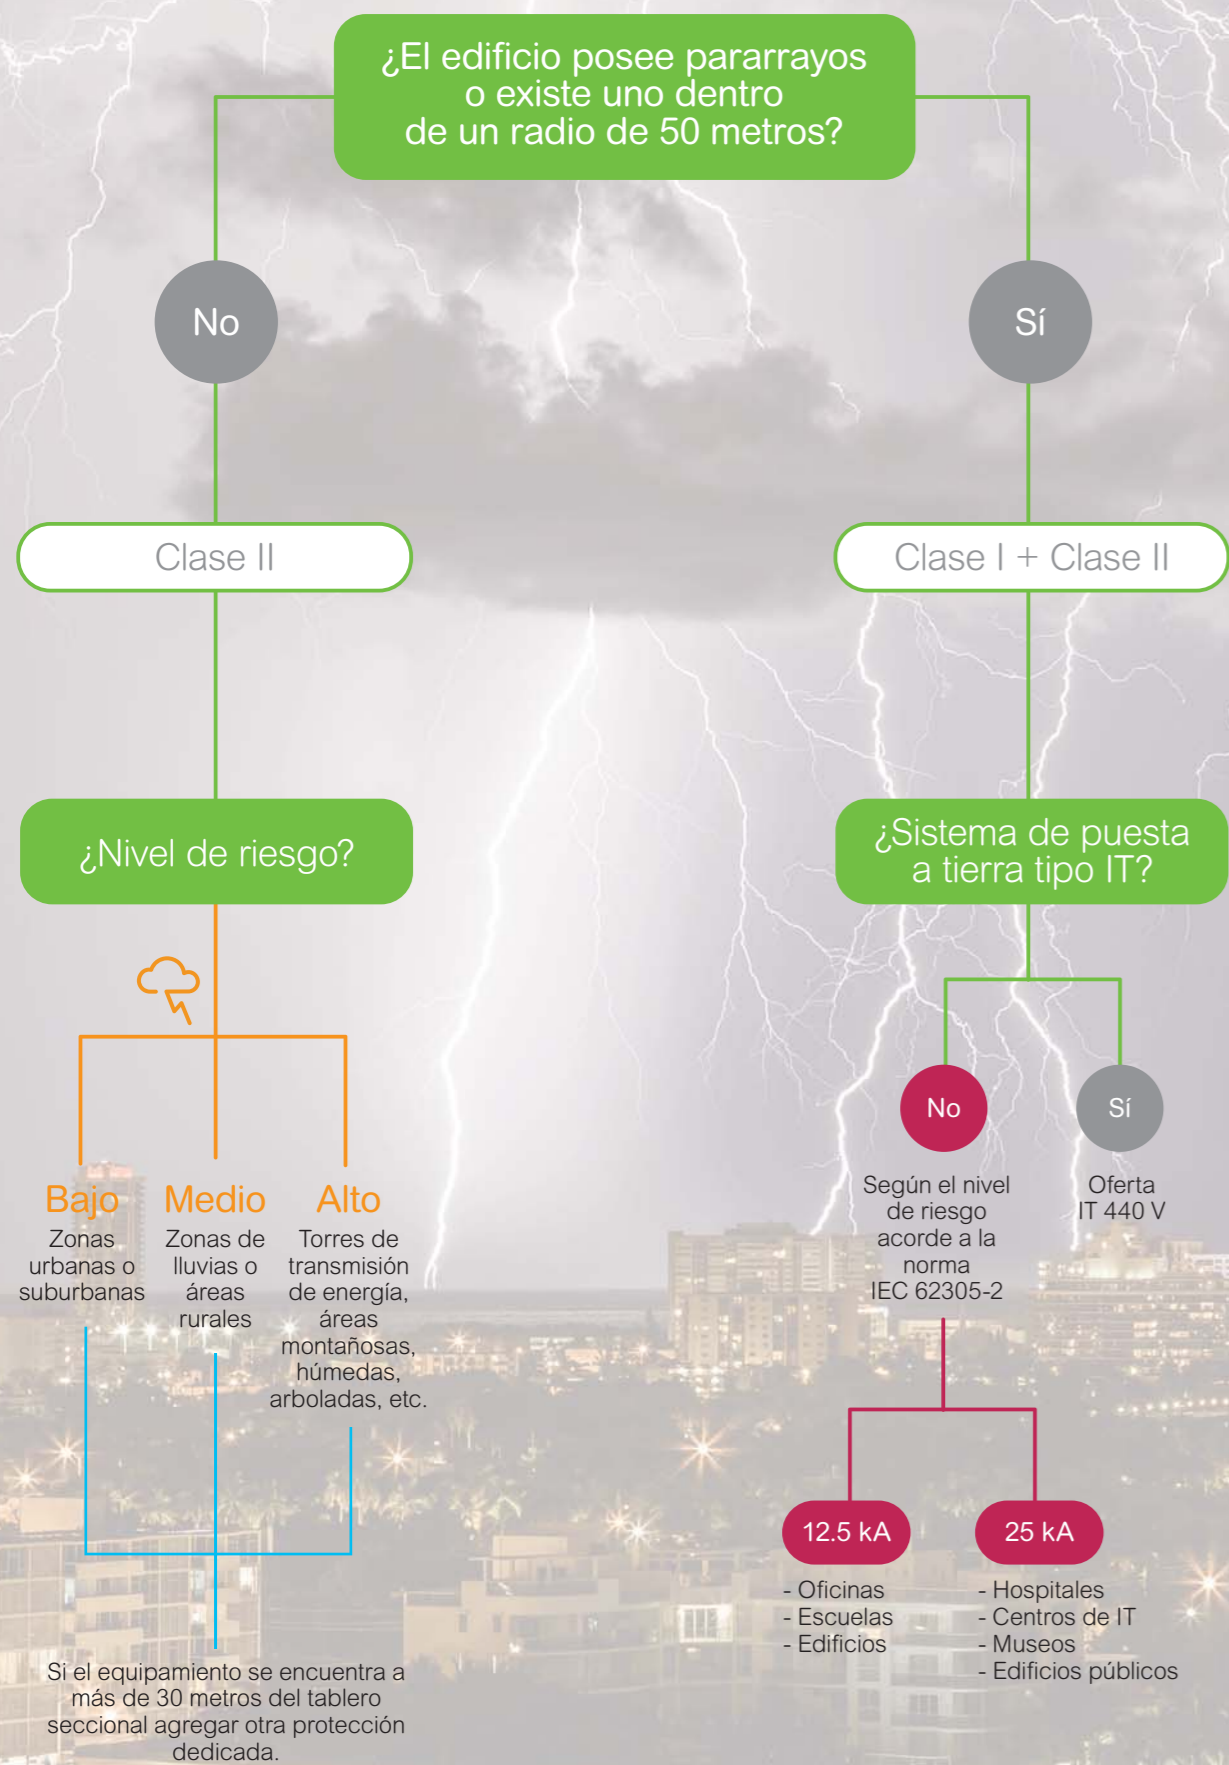 ¿El edificio posee pararrayos
o existe uno dentro
de un radio de 50 metros?
No
Sí
Clase II
Clase I + Clase II
¿Nivel de riesgo?
¿Sistema de puesta
a tierra tipo IT?
Bajo
Zonas
urbanas o
suburbanas
Medio
Zonas de
lluvias o
áreas
rurales
Alto
Torres de
transmisión
de energía,
áreas
montañosas,
húmedas,
arboladas, etc.
Si el equipamiento se encuentra a
más de 30 metros del tablero
seccional agregar otra protección
dedicada.
No
Según el nivel
de riesgo
acorde a la
norma
IEC 62305-2
Sí
Oferta
IT 440 V
12.5 kA
- Oficinas
- Escuelas
- Edificios
25 kA
- Hospitales
- Centros de IT
- Museos
- Edificios públicos